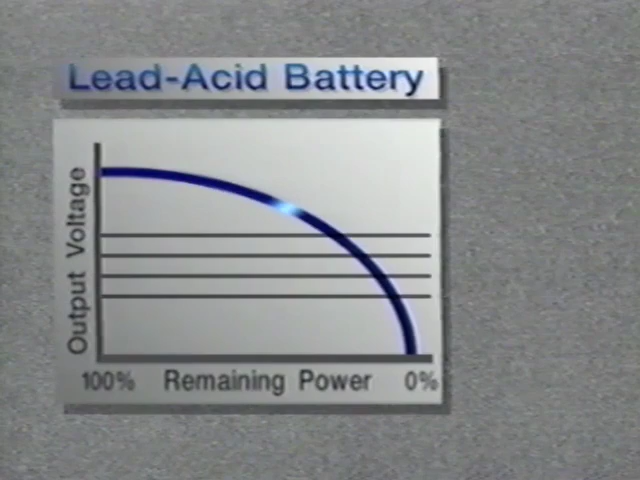 Lead-Acid Battery
Output Voltage
100% Remaining Power 0%